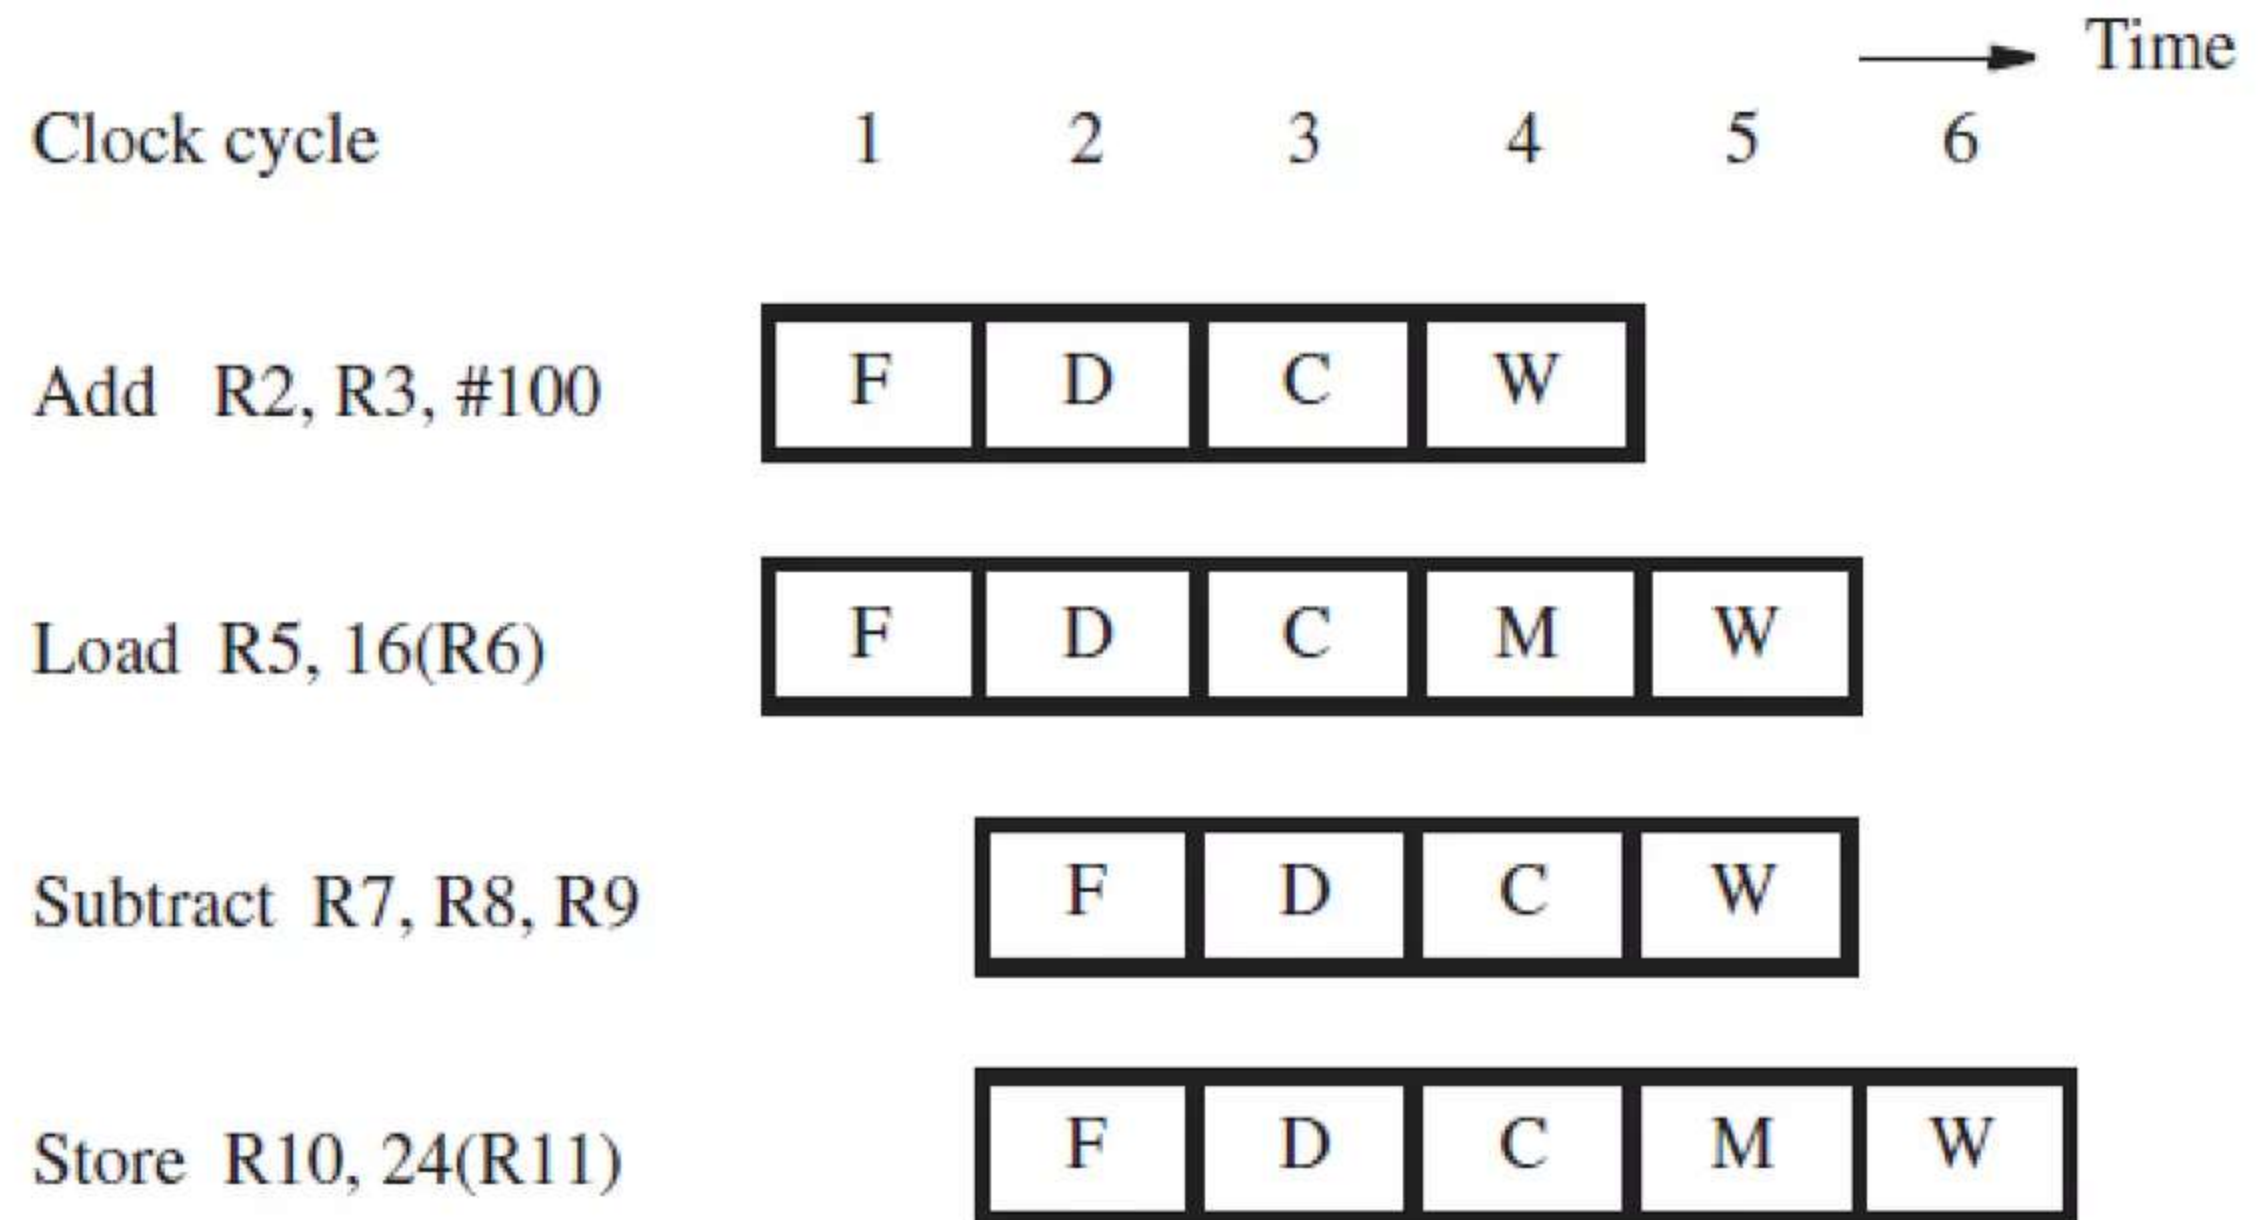 Time
Clock cycle 1 2 3 4 5 6
Add R2, R3, #100 F D C W
Load R5, 16(R6) F D C M W
Subtract R7, R8, R9 F D C W
Store R10, 24(R11) F D C M W